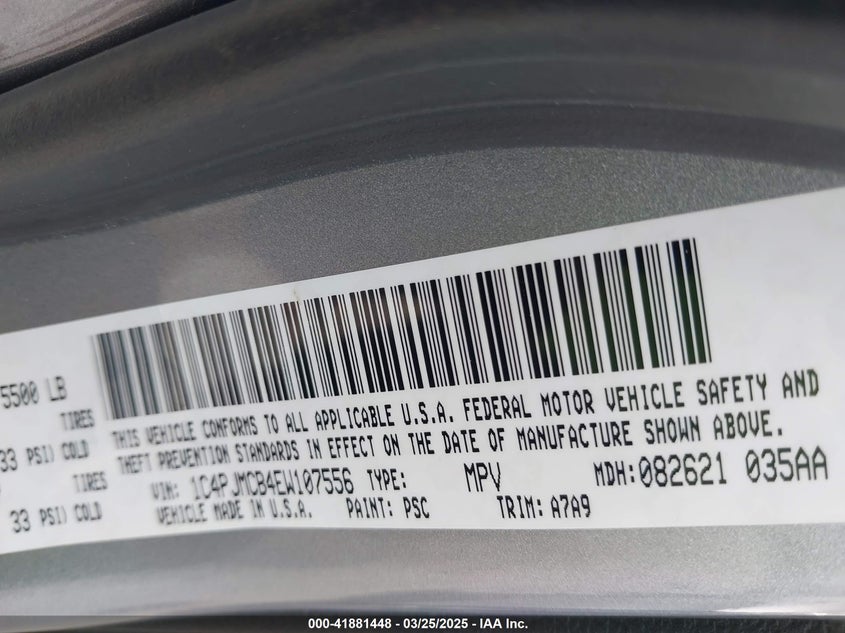 5500 LB
TIRES
33 PSI) COLD
33 PSI) COLD
THIS VEHICLE CONFORMS TO ALL APPLICABLE U.S.A. FEDERAL MOTOR VEHICLE SAFETY AND
THEFT PREVENTION STANDARDS IN EFFECT ON THE DATE OF MANUFACTURE SHOWN ABOVE.
VIN: 1C4PJMCB4EW107556 TYPE: MPV MDH: 082621 035AA
VEHICLE MADE IN U.S.A. PAINT: PSC TRIM: A7A9
000-41881448 - 03/25/2025 - IAA Inc.